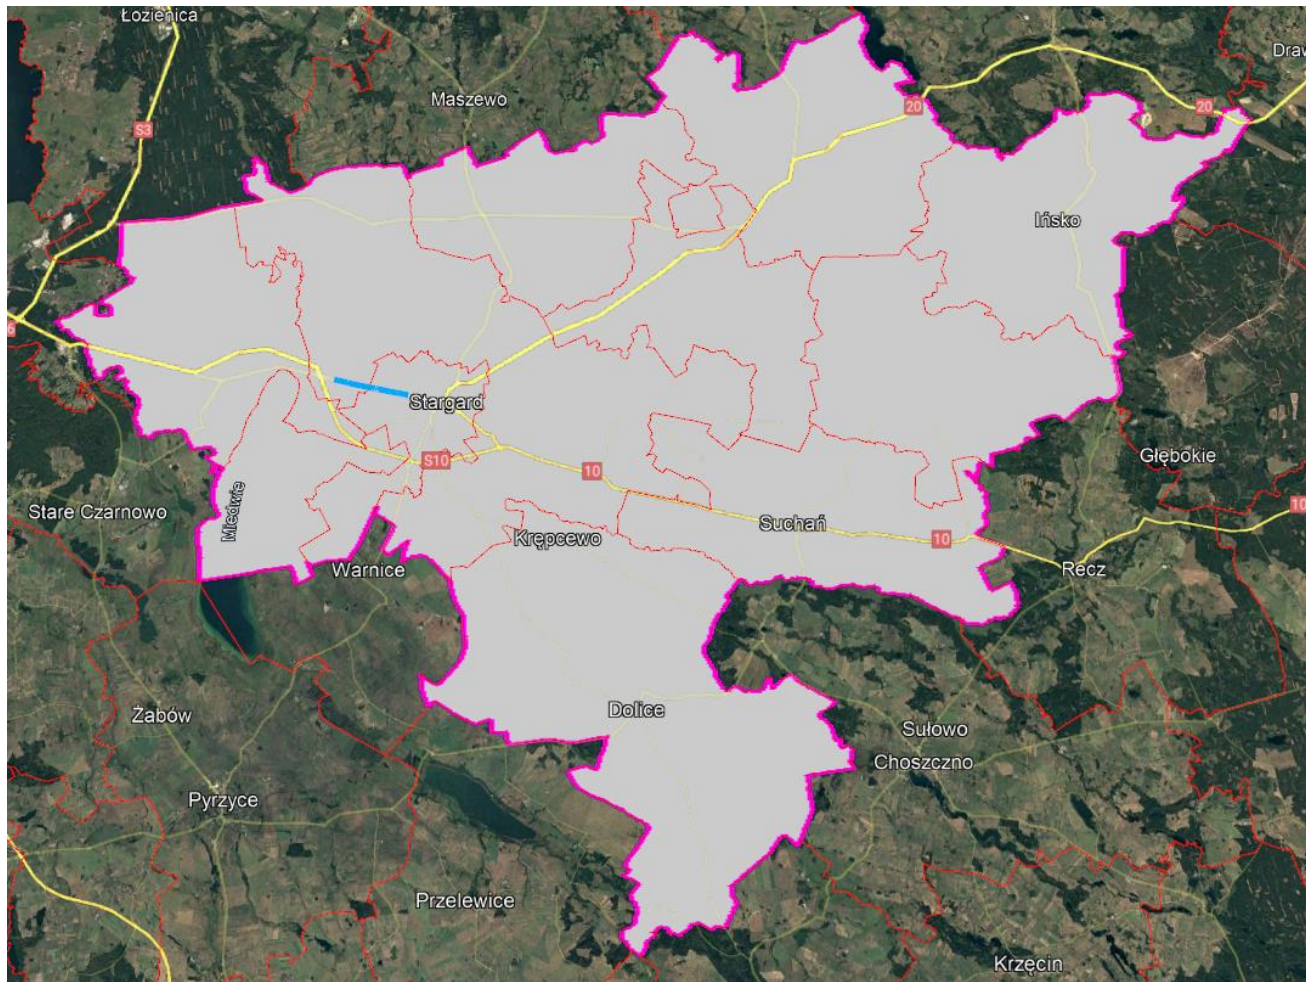 Łozienica
Draw
Maszewo
20
20
S3
Ińsko
6
Stargard
S10
10
Głębokie
Miedwie
Stare Czarnowo
10
Suchań
Krępcewo
10
Warnice
Recz
Żabów
Dolice
Sułowo
Choszczno
Pyrzyce
Przelewice
Krzęcin